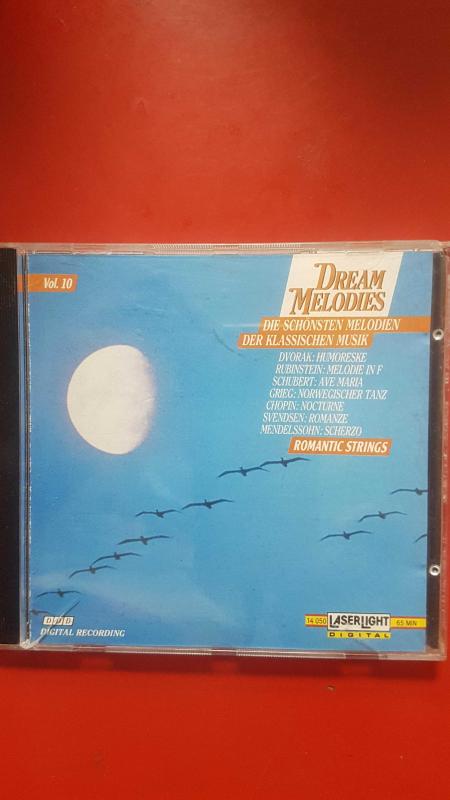 Vol. 10
DREAM
MELODIES
DIE SCHÖNSTEN MELODIEN
DER KLASSISCHEN MUSIK
DVORAK: HUMORESKE
RUBINSTEIN: MELODIE IN F
SCHUBERT: AVE MARIA
GRIEG: NORWEGISCHER TANZ
CHOPIN: NOCTURNE
SVENDSEN: ROMANZE
MENDELSSOHN: SCHERZO
ROMANTIC STRINGS
DDD
DIGITAL RECORDING
14 050 LASERLIGHT 65 MIN
DIGITAL